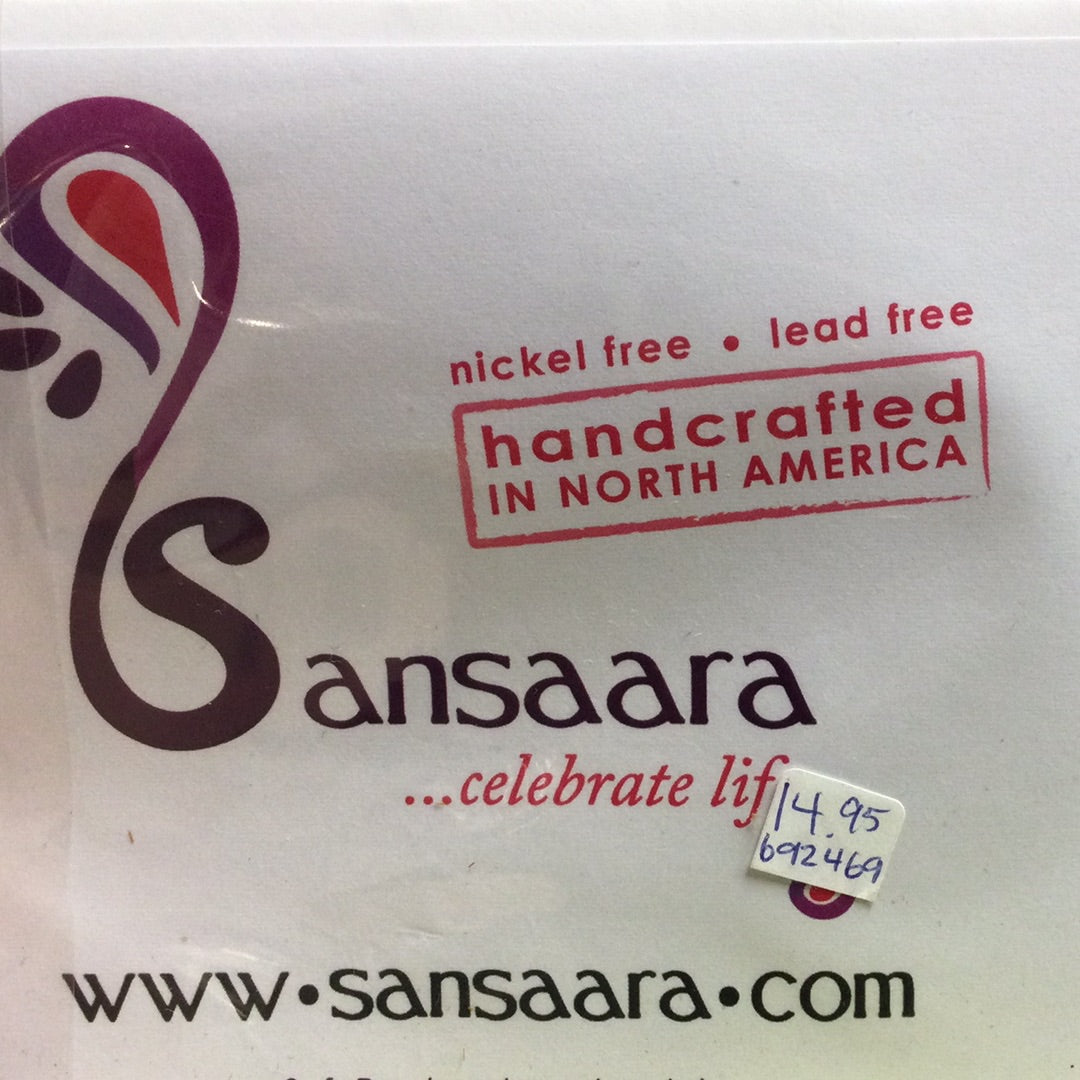 nickel free • lead free
handcrafted
IN NORTH AMERICA
Sansaara
...celebrate lif
14.95
692469
www•sansaara•com